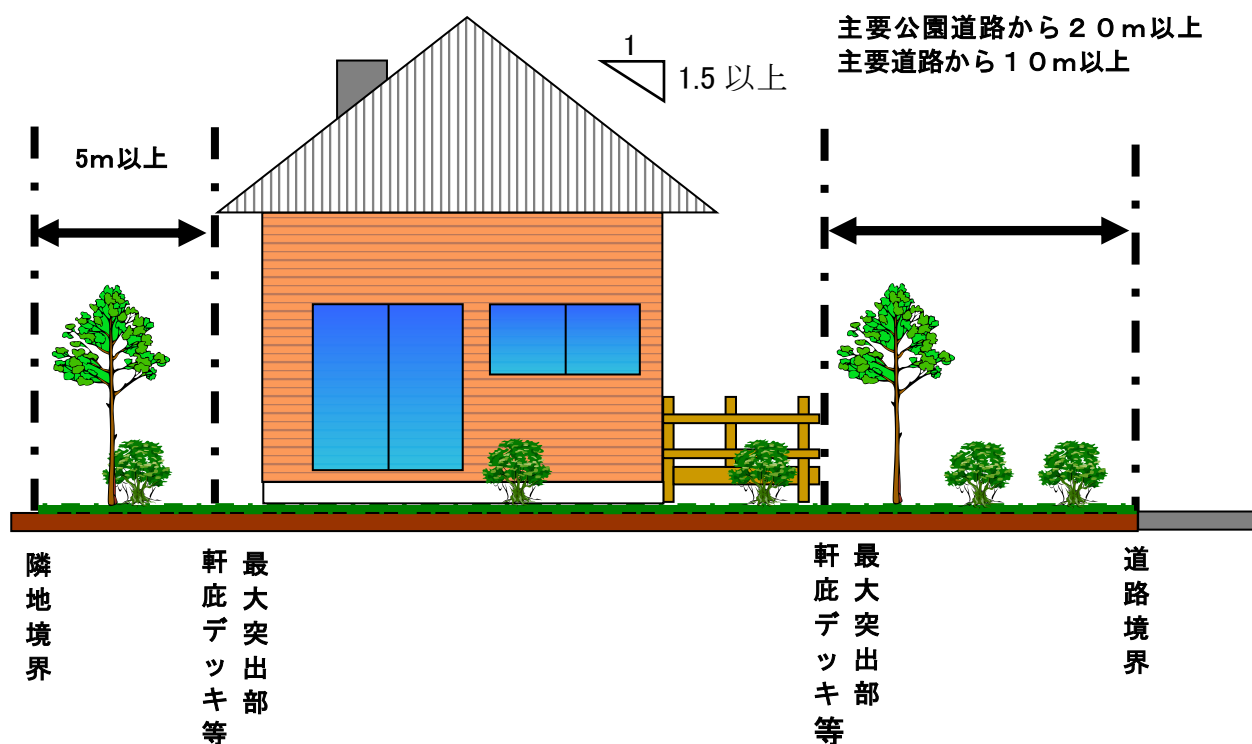 主要公園道路から２０ｍ以上
主要道路から１０ｍ以上
1
1.5 以上
5ｍ以上
隣地境界
最大突出部
軒庇デッキ等
最大突出部
軒庇デッキ等
道路境界